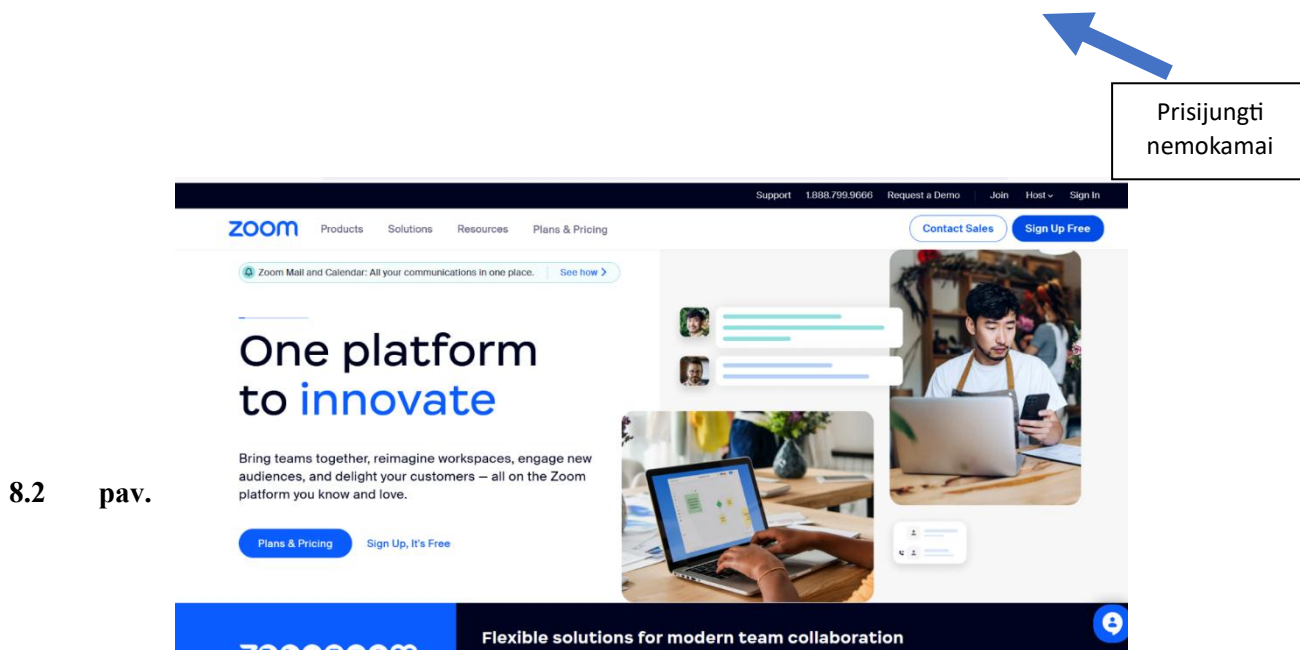 Prisijungti
nemokamai
Support 1.888.799.9666 Request a Demo Join Host Sign In
zoom Products Solutions Resources Plans & Pricing Contact Sales Sign Up Free
Zoom Mail and Calendar: All your communications in one place. See how
One platform
to innovate
Bring teams together, reimagine workspaces, engage new
audiences, and delight your customers — all on the Zoom
platform you know and love.
8.2 pav.
Plans & Pricing Sign Up, It's Free
Flexible solutions for modern team collaboration